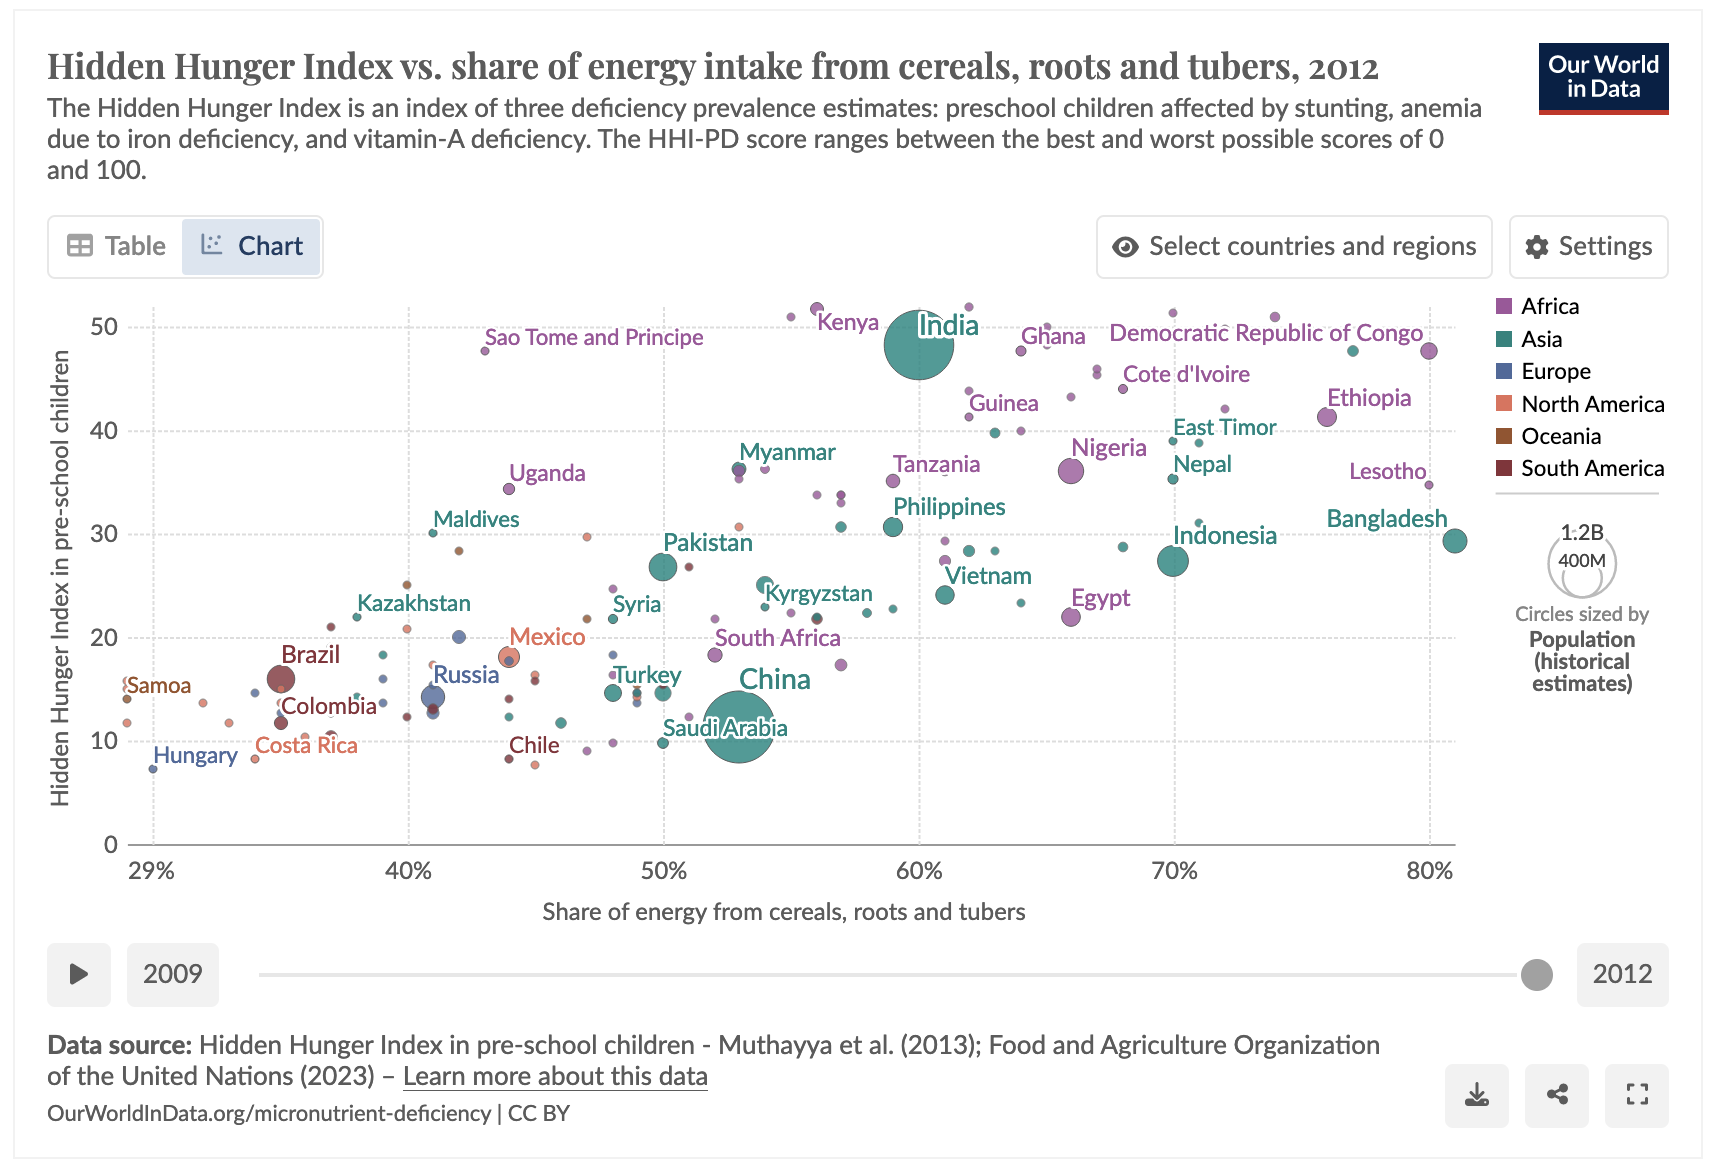 Hidden Hunger Index vs. share of energy intake from cereals, roots and tubers, 2012
Our World
in Data
The Hidden Hunger Index is an index of three deficiency prevalence estimates: preschool children affected by stunting, anemia
due to iron deficiency, and vitamin-A deficiency. The HHI-PD score ranges between the best and worst possible scores of 0
and 100.
Table
Chart
Select countries and regions
Settings
Hidden Hunger Index in pre-school children
50
40
30
20
10
0
Sao Tome and Principe
Kenya
India
Ghana
Democratic Republic of Congo
Cote d'Ivoire
Guinea
Ethiopia
East Timor
Myanmar
Nigeria
Uganda
Tanzania
Nepal
Lesotho
Maldives
Philippines
Bangladesh
Pakistan
Indonesia
Kazakhstan
Syria
Kyrgyzstan
Vietnam
Egypt
Brazil
Mexico
South Africa
Samoa
Russia
Turkey
China
Colombia
Saudi Arabia
Hungary
Costa Rica
Chile
29%
40%
50%
60%
70%
80%
Share of energy from cereals, roots and tubers
Africa
Asia
Europe
North America
Oceania
South America
1.2B
400M
Circles sized by
Population
(historical
estimates)
2009
2012
Data source: Hidden Hunger Index in pre-school children - Muthayya et al. (2013); Food and Agriculture Organization
of the United Nations (2023) – Learn more about this data
OurWorldInData.org/micronutrient-deficiency | CC BY